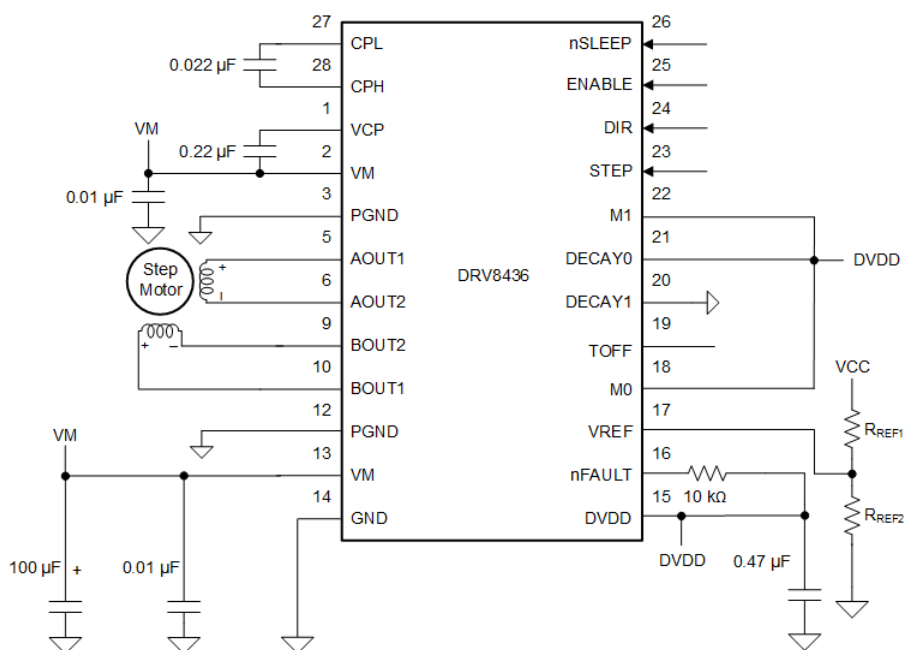 27
CPL
0.022 µF
28
CPH
1
VCP
VM
0.22 µF
2
VM
0.01 µF
3
PGND
5
AOUT1
Step
Motor
+
6
AOUT2
–
9
BOUT2
+ –
10
BOUT1
12
PGND
VM
13
VM
14
GND
100 µF +
0.01 µF
DRV8436
26
nSLEEP
25
ENABLE
24
DIR
23
STEP
22
M1
21
DECAY0
DVDD
20
DECAY1
19
TOFF
18
M0
VCC
17
VREF
RREF1
16
nFAULT
10 kΩ
15
DVDD
RREF2
DVDD
0.47 µF